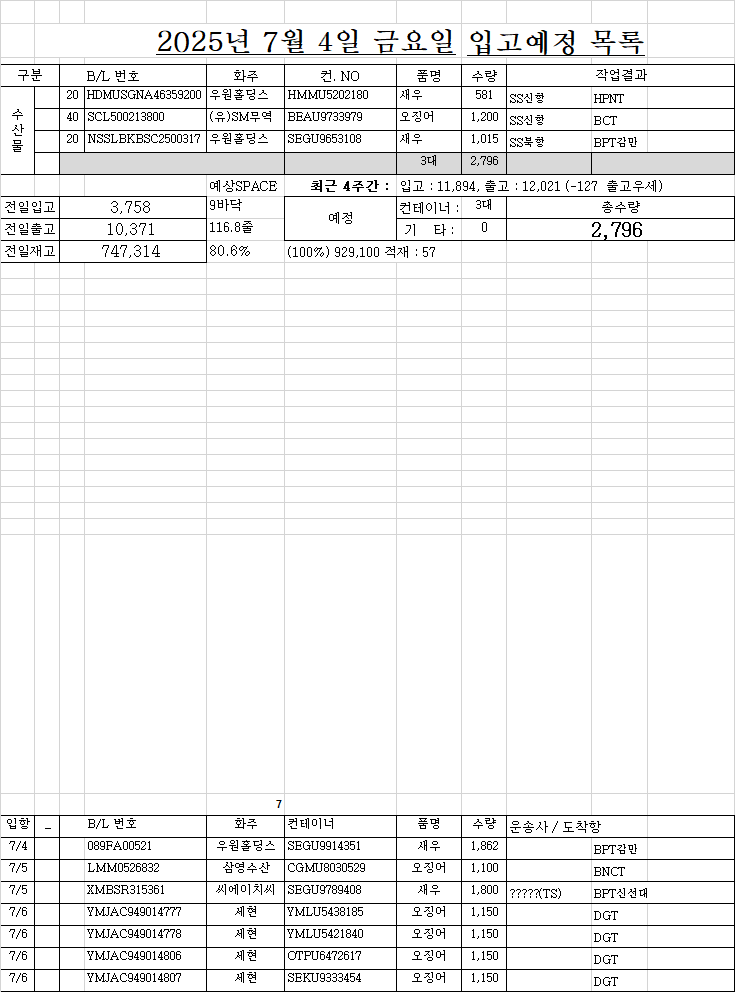 2025년 7월 4일 금요일 입고예정 목록
구분 B/L 번호 화주 컨. NO 품명 수량 작업결과
수산물
20 HDMUSGNA46359200 우원홀딩스 HMMU5202180 새우 581 SS신항 HPNT
40 SCL500213800 (유)SM무역 BEAU9733979 오징어 1,200 SS신항 BCT
20 NSSLBKBSC2500317 우원홀딩스 SEGU9653108 새우 1,015 SS북항 BPT감만
3대 2,796
예상SPACE 최근 4주간 : 입고 : 11,894, 출고 : 12,021 (-127 출고우세)
전일입고 3,758 9바닥 예정 컨테이너 : 3대 총수량
전일출고 10,371 116.8줄 기 타 : 0 2,796
전일재고 747,314 80.6% (100%) 929,100 적재 : 57
7
입항 _ B/L 번호 화주 컨테이너 품명 수량 운송사 / 도착항
7/4 089FA00521 우원홀딩스 SEGU9914351 새우 1,862 BPT감만
7/5 LMM0526832 삼영수산 CGMU8030529 오징어 1,100 BNCT
7/5 XMBSR315361 씨에이치씨 SEGU9789408 새우 1,800 ?????(TS) BPT신선대
7/6 YMJAC949014777 세현 YMLU5438185 오징어 1,150 DGT
7/6 YMJAC949014778 세현 YMLU5421840 오징어 1,150 DGT
7/6 YMJAC949014806 세현 OTPU6472617 오징어 1,150 DGT
7/6 YMJAC949014807 세현 SEKU9333454 오징어 1,150 DGT